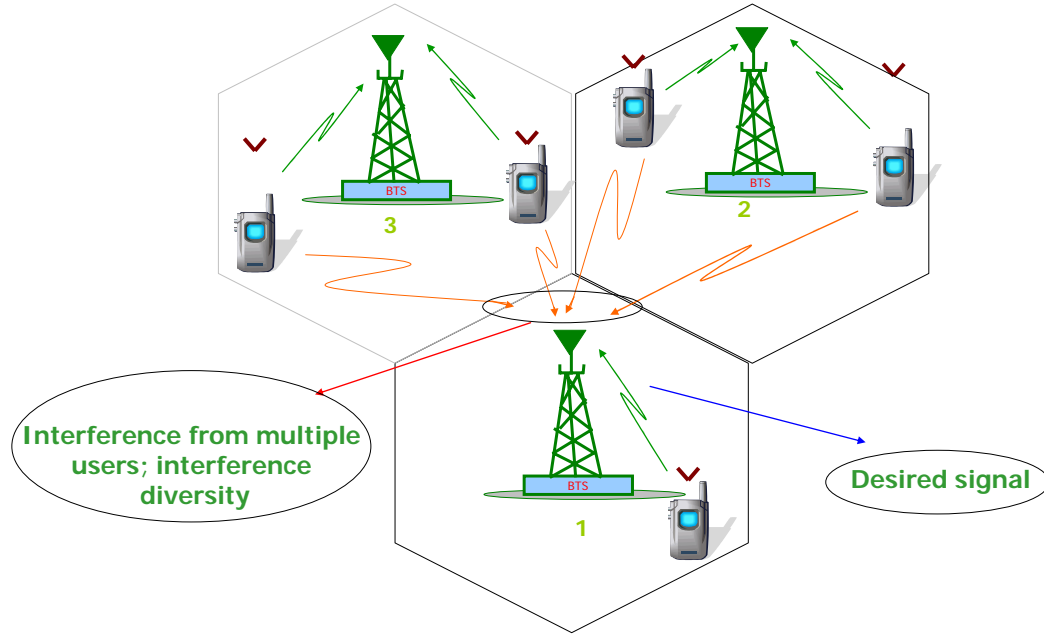 BTS
3
BTS
2
Interference from multiple
users; interference
diversity
BTS
1
Desired signal